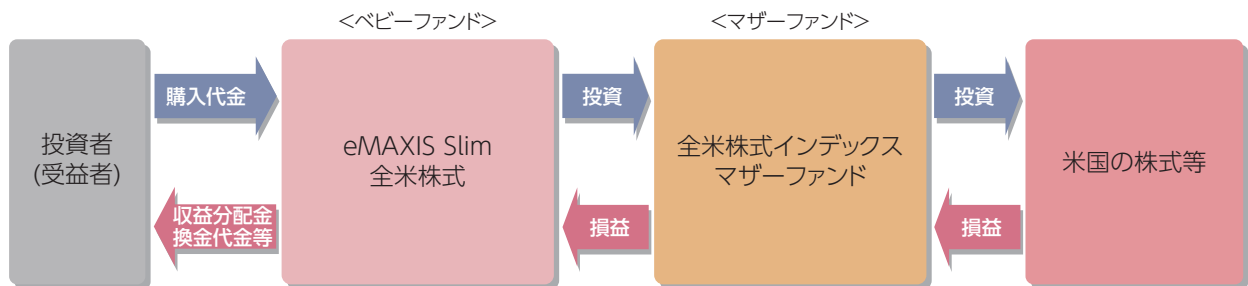 <ベビーファンド>
<マザーファンド>
投資者
(受益者)
購入代金
収益分配金
換金代金等
eMAXIS Slim
全米株式
投資
損益
全米株式インデックス
マザーファンド
投資
損益
米国の株式等